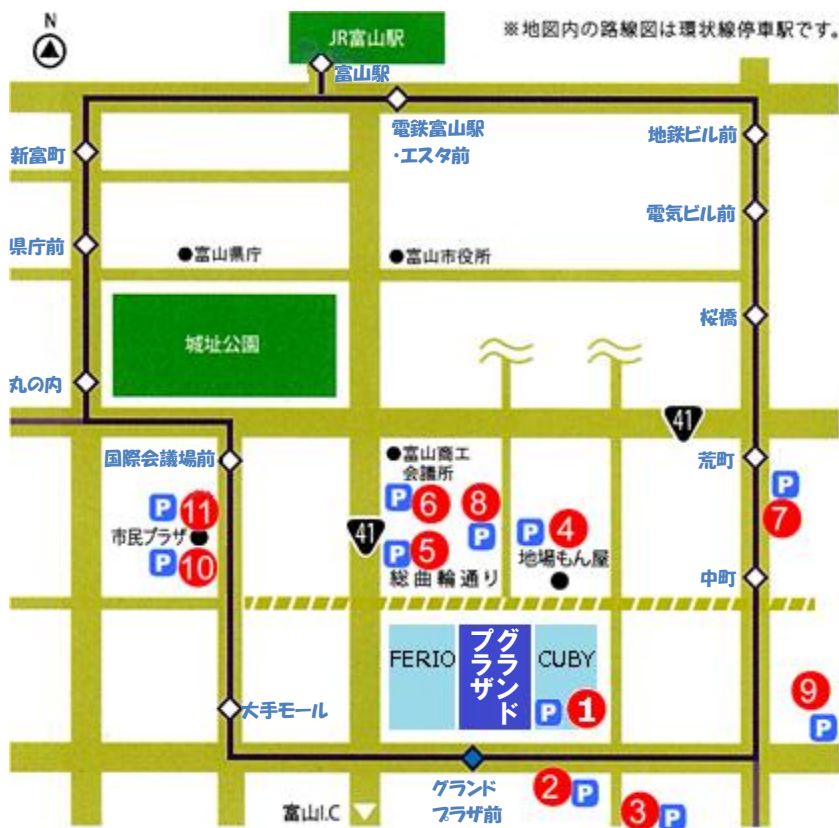 N
JR富山駅
※地図内の路線図は環状線停車駅です。
富山駅
電鉄富山駅
・エスタ前
地鉄ビル前
新富町
電気ビル前
県庁前
●富山県庁
●富山市役所
城址公園
桜橋
丸の内
41
国際会議場前
●富山商工
会議所
荒町
P 11
P 6
8 P
P 4
P 7
市民プラザ●
41
P 10
P 5
地場もん屋
●
総曲輪通り
中町
FERIO
グランド
プラザ
CUBY
P 1
9 P
大手モール
グランド
プラザ前
2 P
3 P
富山I.C